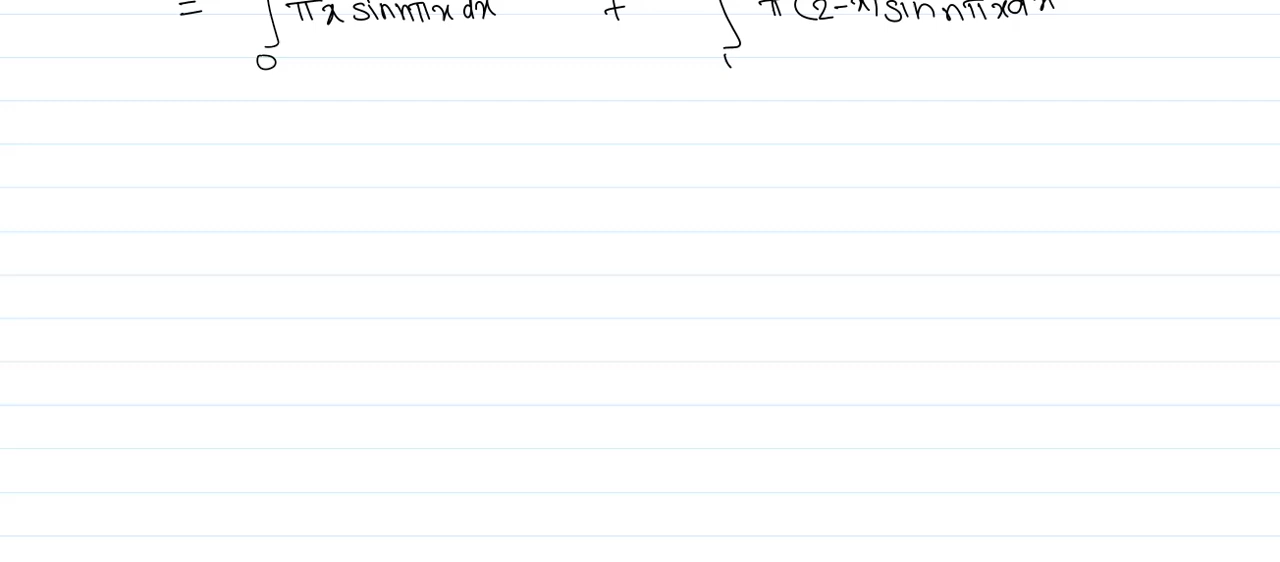 = ∫ πx sin nπx dx + ∫ π(2-x) sin nπx dx
0 1